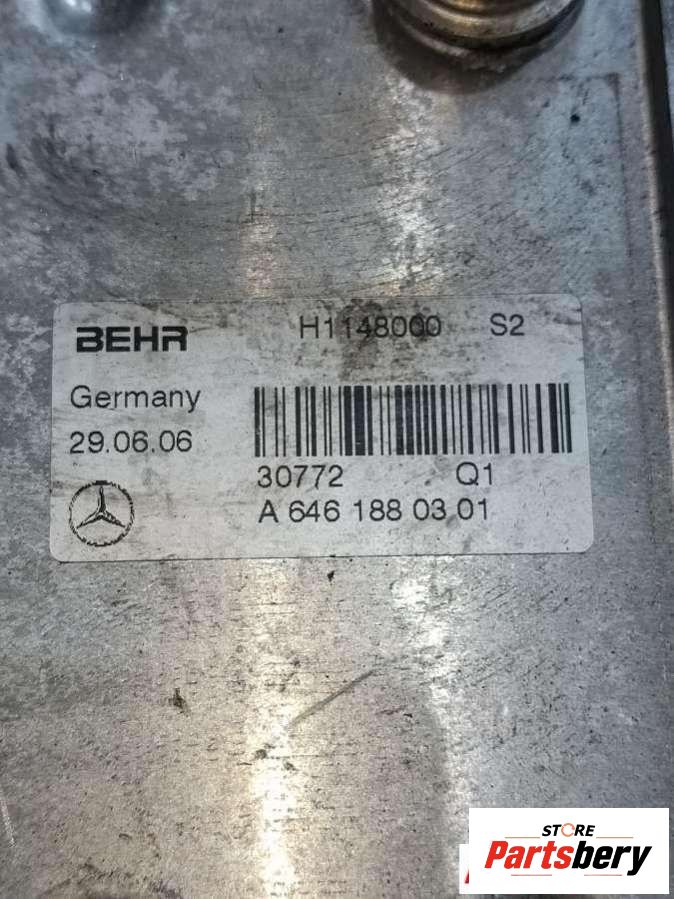 BEHR H1148000 S2
Germany
29.06.06
30772 Q1
A 646 188 03 01
STORE
Partsbery